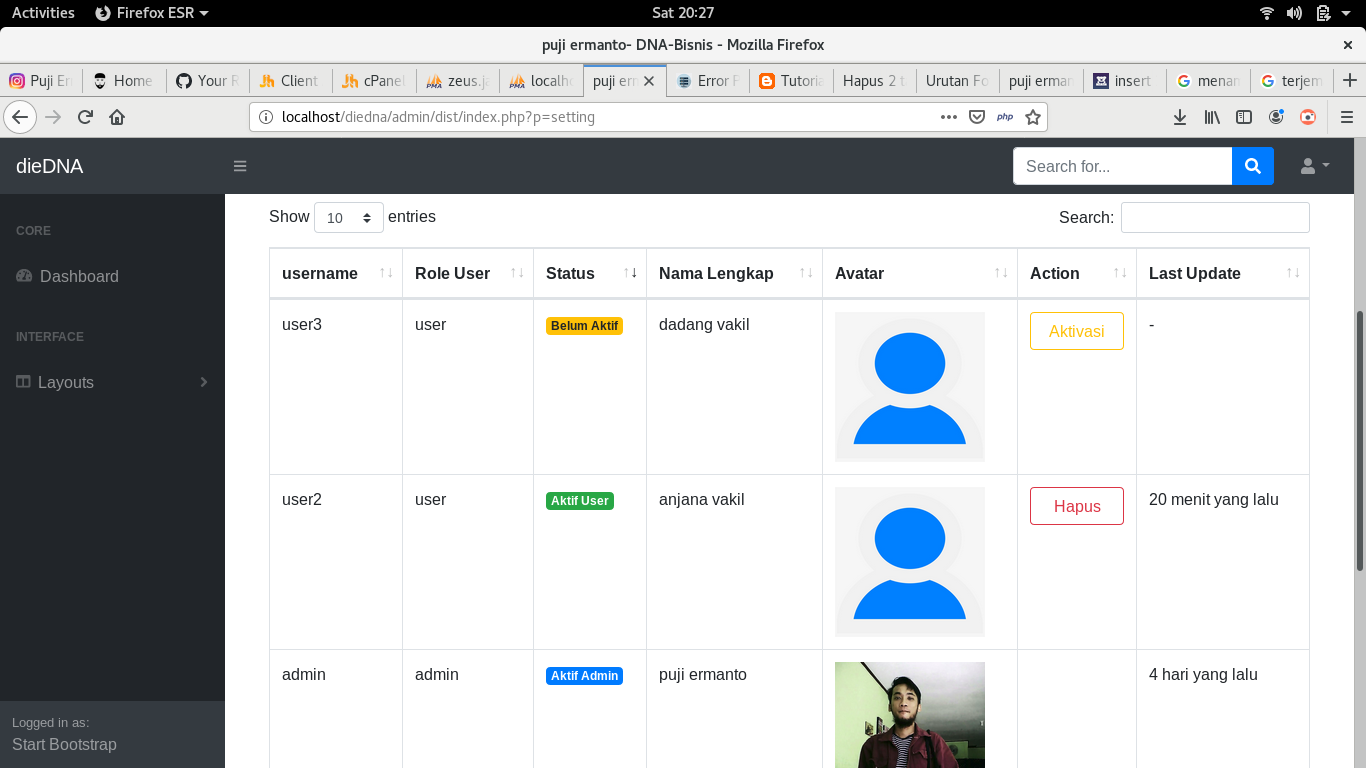 Activities Firefox ESR Sat 20:27
puji ermanto- DNA-Bisnis - Mozilla Firefox
Puji Er Home Your R Client cPanel zeus.ja localho puji erm Error F Tutoria Hapus 2 t Urutan Fo puji erman insert menan terjem
localhost/diedna/admin/dist/index.php?p=setting php
dieDNA Search for...
CORE
Dashboard
INTERFACE
Layouts
Logged in as:
Start Bootstrap
Show 10 entries Search:
username Role User Status Nama Lengkap Avatar Action Last Update
user3 user Belum Aktif dadang vakil Aktivasi -
user2 user Aktif User anjana vakil Hapus 20 menit yang lalu
admin admin Aktif Admin puji ermanto 4 hari yang lalu